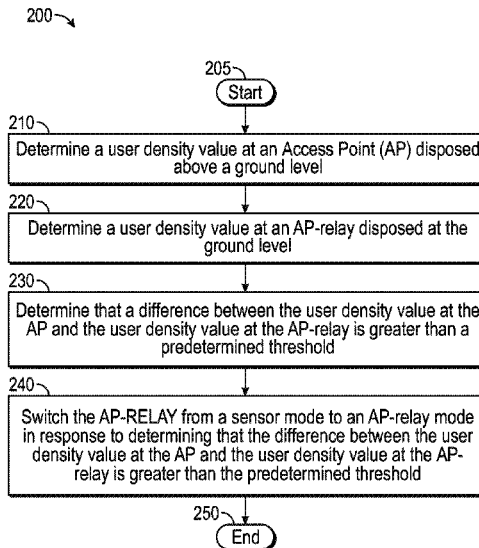 200
205
Start
210
Determine a user density value at an Access Point (AP) disposed
above a ground level
220
Determine a user density value at an AP-relay disposed at the
ground level
230
Determine that a difference between the user density value at the
AP and the user density value at the AP-relay is greater than a
predetermined threshold
240
Switch the AP-RELAY from a sensor mode to an AP-relay mode
in response to determining that the difference between the user
density value at the AP and the user density value at the AP-
relay is greater than the predetermined threshold
250
End